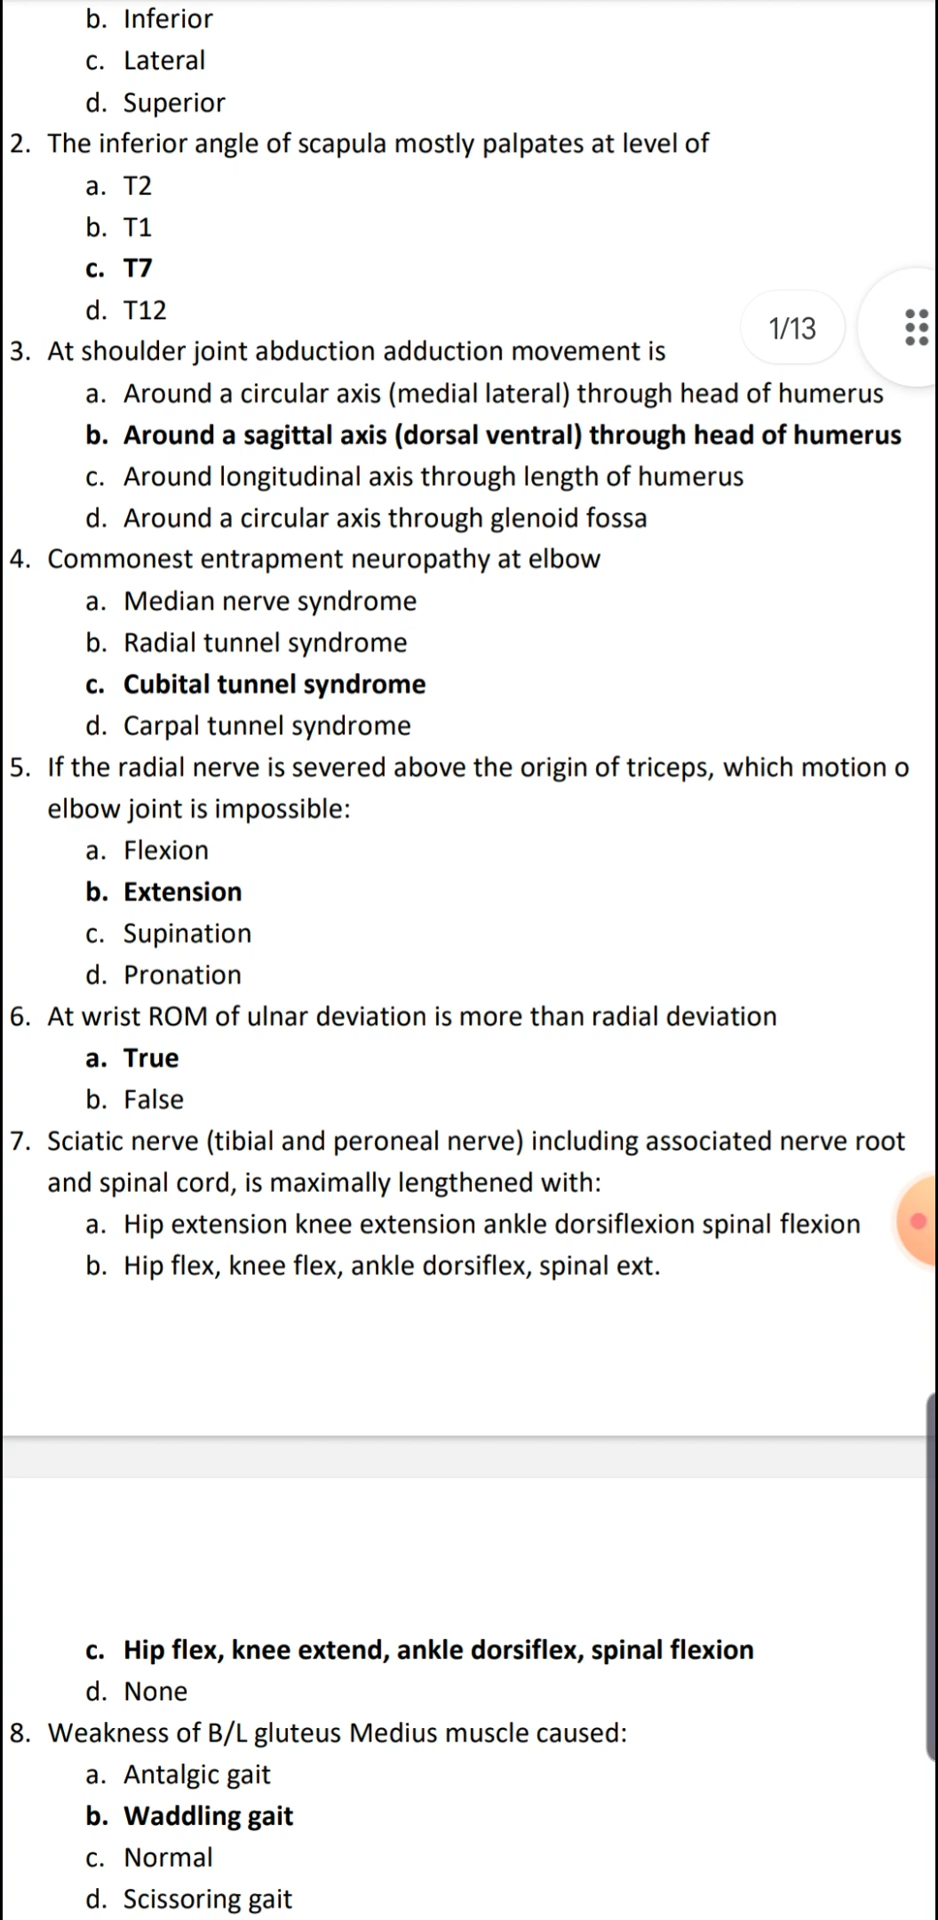 b. Inferior
c. Lateral
d. Superior
2. The inferior angle of scapula mostly palpates at level of
a. T2
b. T1
c. T7
d. T12
1/13
3. At shoulder joint abduction adduction movement is
a. Around a circular axis (medial lateral) through head of humerus
b. Around a sagittal axis (dorsal ventral) through head of humerus
c. Around longitudinal axis through length of humerus
d. Around a circular axis through glenoid fossa
4. Commonest entrapment neuropathy at elbow
a. Median nerve syndrome
b. Radial tunnel syndrome
c. Cubital tunnel syndrome
d. Carpal tunnel syndrome
5. If the radial nerve is severed above the origin of triceps, which motion o
elbow joint is impossible:
a. Flexion
b. Extension
c. Supination
d. Pronation
6. At wrist ROM of ulnar deviation is more than radial deviation
a. True
b. False
7. Sciatic nerve (tibial and peroneal nerve) including associated nerve root
and spinal cord, is maximally lengthened with:
a. Hip extension knee extension ankle dorsiflexion spinal flexion
b. Hip flex, knee flex, ankle dorsiflex, spinal ext.
c. Hip flex, knee extend, ankle dorsiflex, spinal flexion
d. None
8. Weakness of B/L gluteus Medius muscle caused:
a. Antalgic gait
b. Waddling gait
c. Normal
d. Scissoring gait